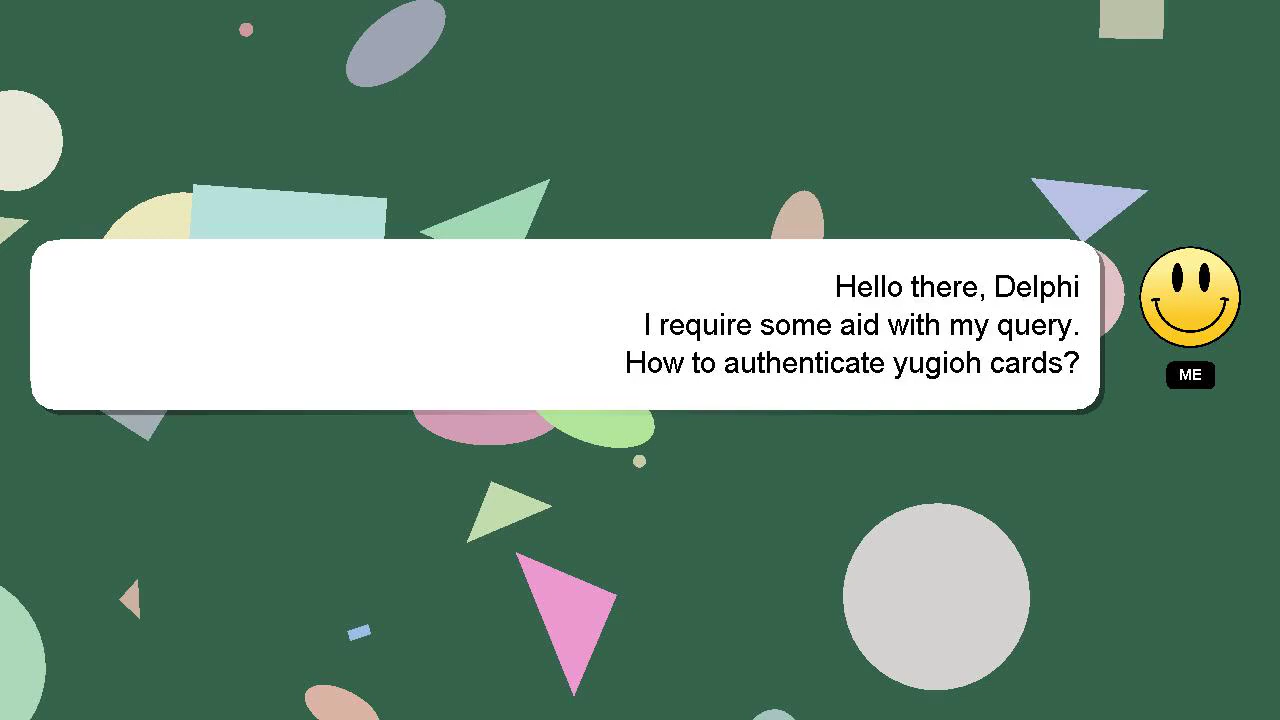 Hello there, Delphi
I require some aid with my query.
How to authenticate yugioh cards?
ME